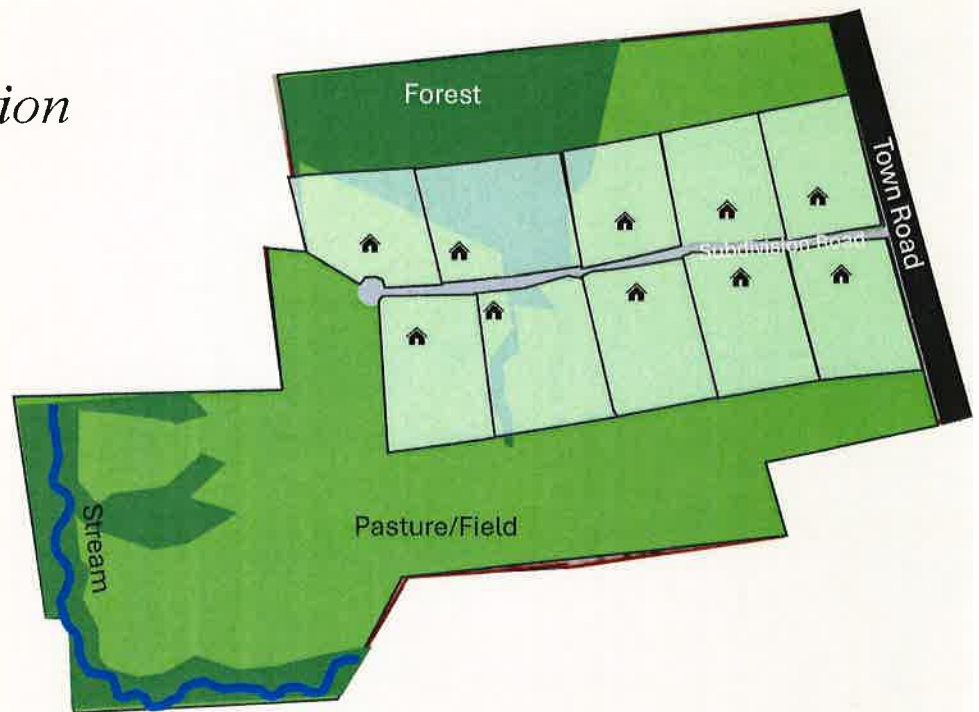 ion
Forest
Town Road
Subdivision Road
Pasture/Field
Stream